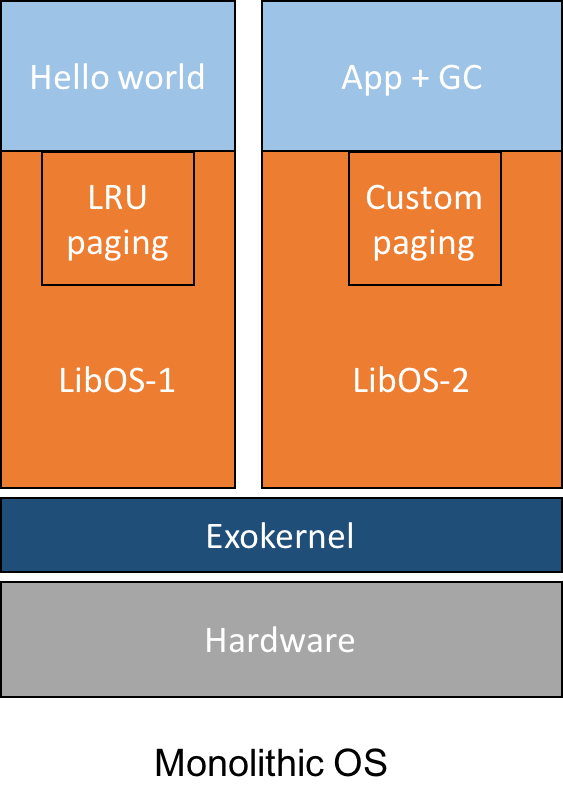 Hello world
App + GC
LRU
paging
Custom
paging
LibOS-1
LibOS-2
Exokernel
Hardware
Monolithic OS